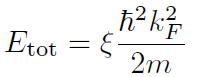 E_tot = ξ ħ²k_F² / 2m